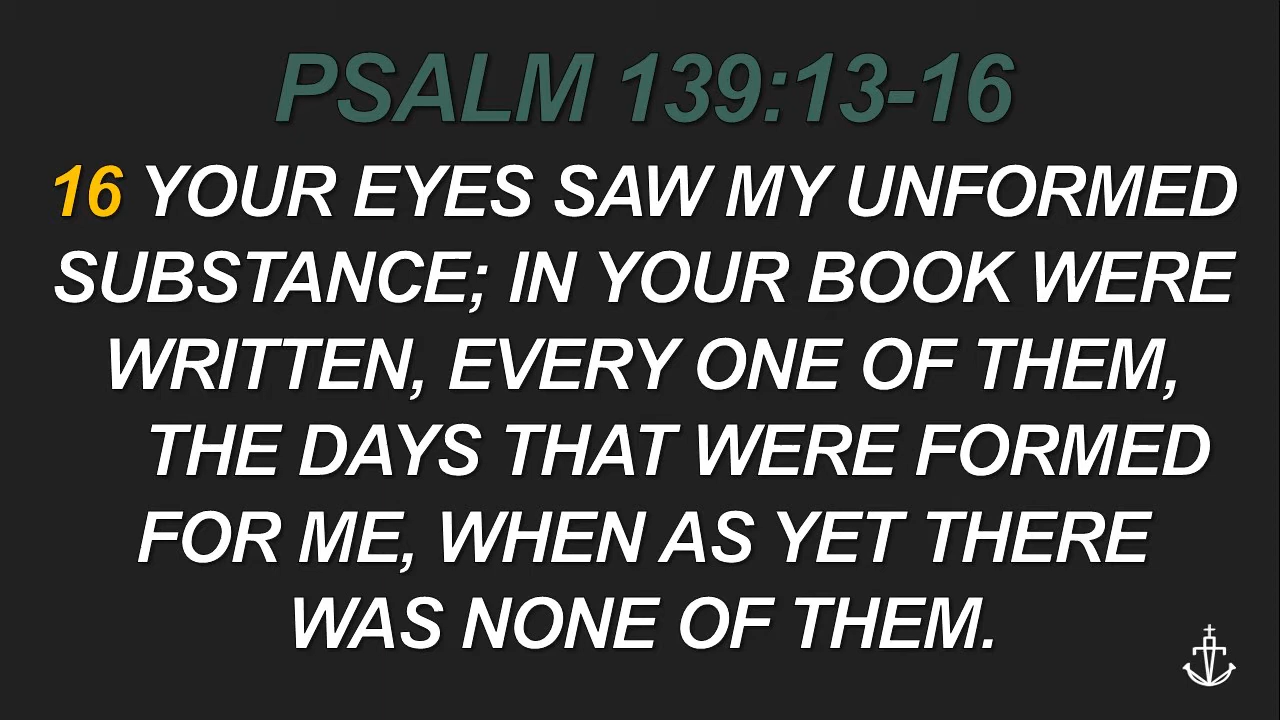 PSALM 139:13-16
16 YOUR EYES SAW MY UNFORMED
SUBSTANCE; IN YOUR BOOK WERE
WRITTEN, EVERY ONE OF THEM,
THE DAYS THAT WERE FORMED
FOR ME, WHEN AS YET THERE
WAS NONE OF THEM.